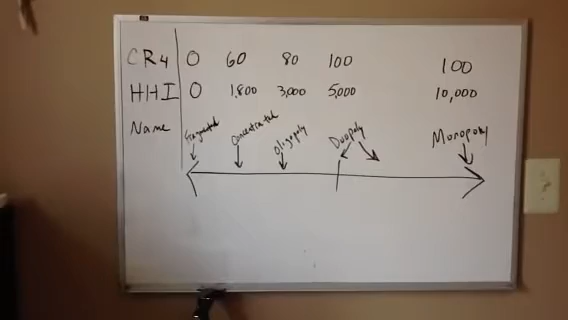 CR4 0 60 80 100 100
HHI 0 1,800 3,000 5,000 10,000
Name Fragmented Concentrated Oligopoly Duopoly Monopoly